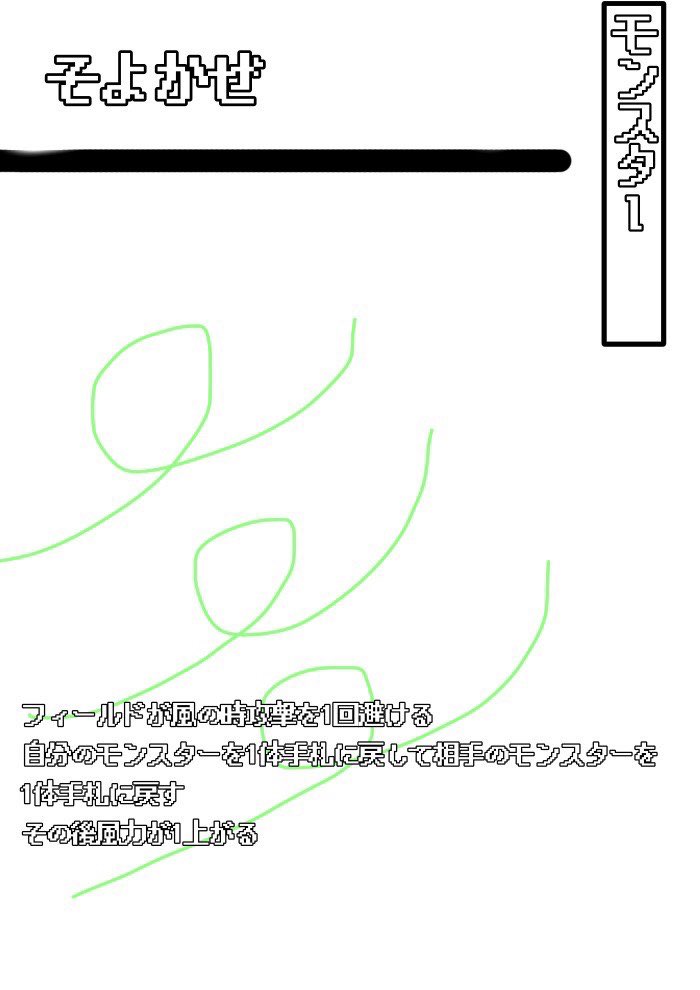 そよかぜ
モンスター
フィールドが風の時攻撃を1回避ける
自分のモンスターを1体手札に戻して相手のモンスターを
1体手札に戻す
その後風力が1上がる